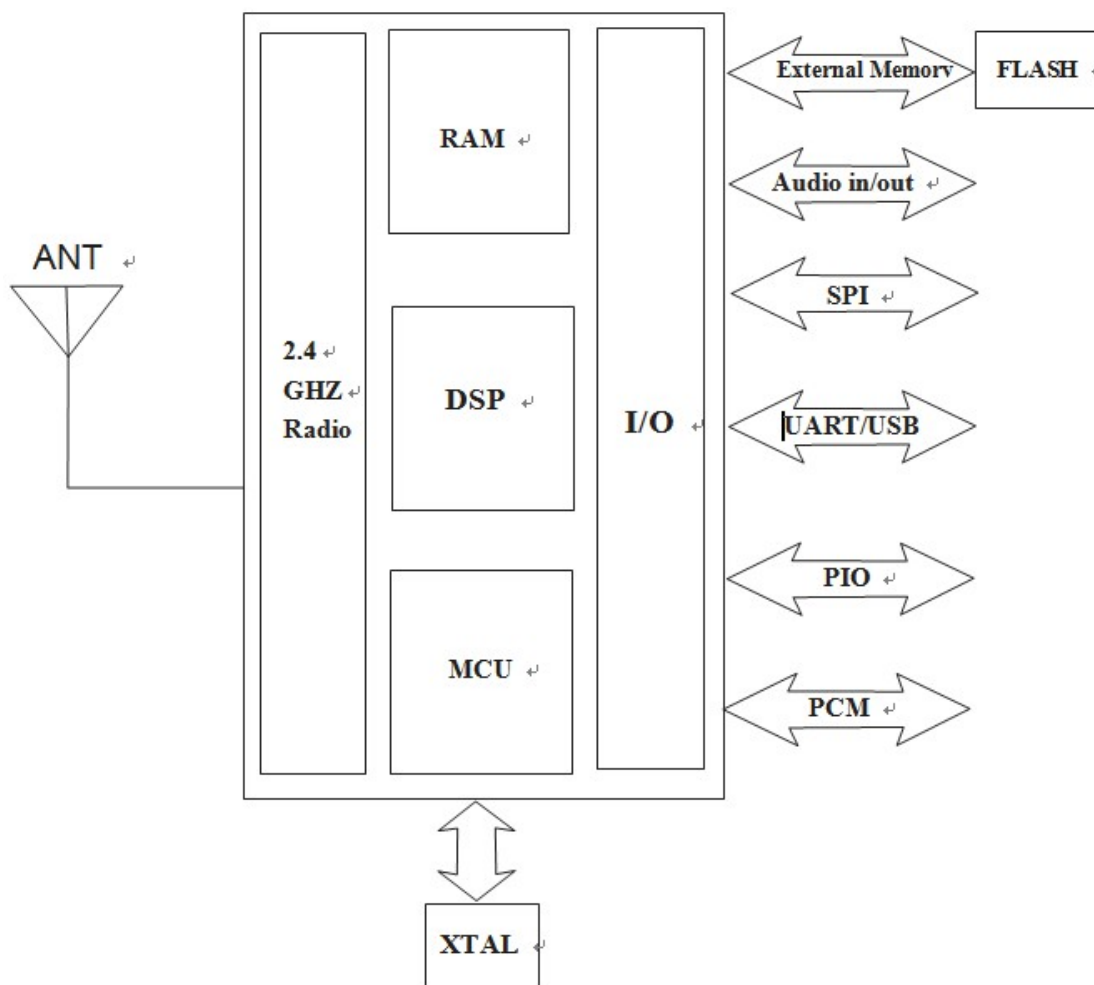 External Memory
FLASH
RAM
Audio in/out
ANT
SPI
2.4
GHZ
Radio
DSP
I/O
UART/USB
PIO
MCU
PCM
XTAL